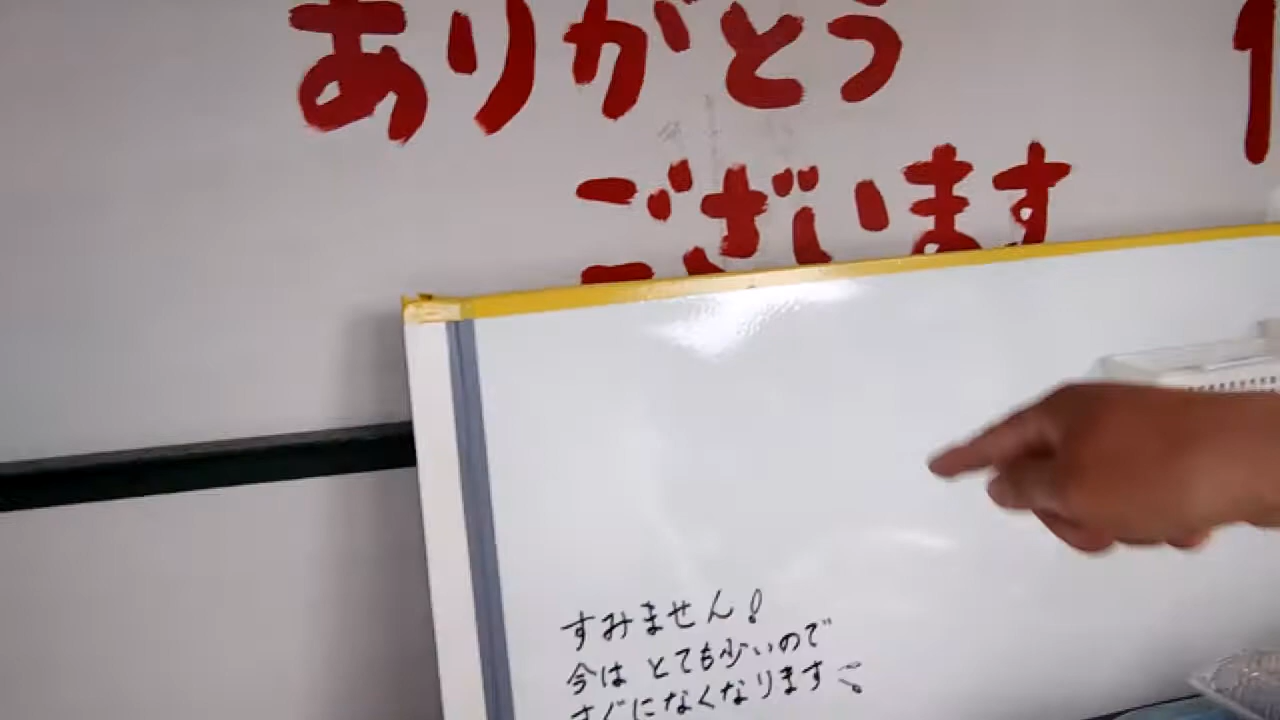 ありがとう
ございます
すみません!
今は とても少いので
すぐになくなります